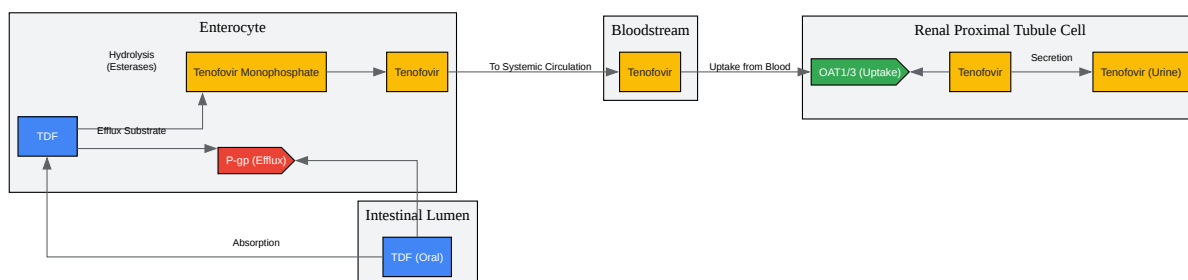 Enterocyte
Hydrolysis
(Esterases)
Tenofovir Monophosphate
Tenofovir
TDF
Efflux Substrate
P-gp (Efflux)
To Systemic Circulation
Bloodstream
Tenofovir
Uptake from Blood
Renal Proximal Tubule Cell
OAT1/3 (Uptake)
Tenofovir
Secretion
Tenofovir (Urine)
Intestinal Lumen
Absorption
TDF (Oral)